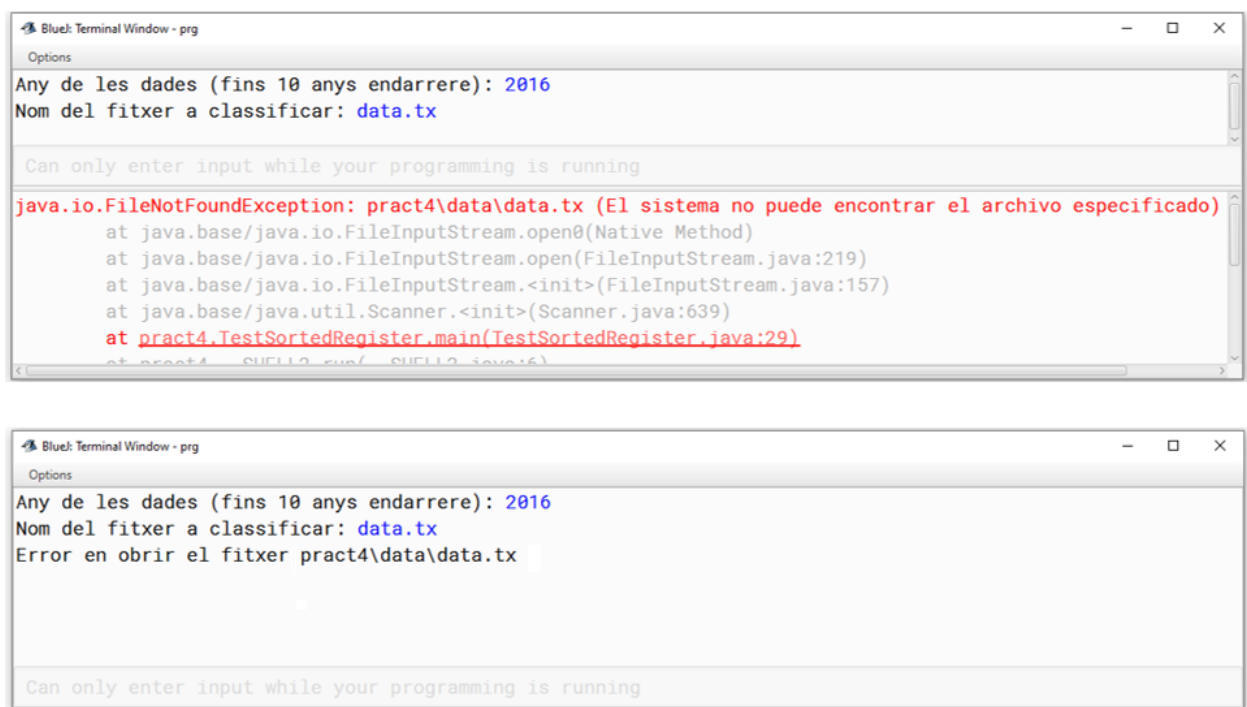 BlueJ: Terminal Window - prg
Options
Any de les dades (fins 10 anys endarrere): 2016
Nom del fitxer a classificar: data.tx
Can only enter input while your programming is running
java.io.FileNotFoundException: pract4\data\data.tx (El sistema no puede encontrar el archivo especificado)
at java.base/java.io.FileInputStream.open0(Native Method)
at java.base/java.io.FileInputStream.open(FileInputStream.java:219)
at java.base/java.io.FileInputStream.<init>(FileInputStream.java:157)
at java.base/java.util.Scanner.<init>(Scanner.java:639)
at pract4.TestSortedRegister.main(TestSortedRegister.java:29)
BlueJ: Terminal Window - prg
Options
Any de les dades (fins 10 anys endarrere): 2016
Nom del fitxer a classificar: data.tx
Error en obrir el fitxer pract4\data\data.tx
Can only enter input while your programming is running